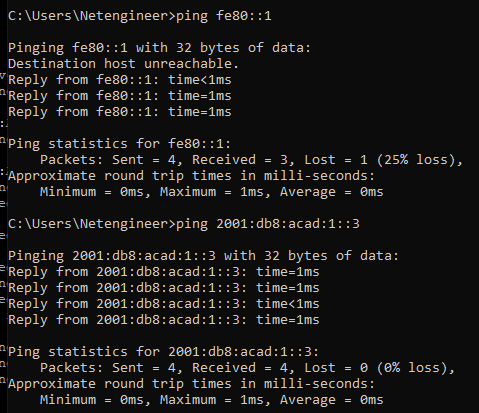 C:\Users\Netengineer>ping fe80::1
Pinging fe80::1 with 32 bytes of data:
Destination host unreachable.
Reply from fe80::1: time<1ms
Reply from fe80::1: time=1ms
Reply from fe80::1: time=1ms
Ping statistics for fe80::1:
    Packets: Sent = 4, Received = 3, Lost = 1 (25% loss),
Approximate round trip times in milli-seconds:
    Minimum = 0ms, Maximum = 1ms, Average = 0ms
C:\Users\Netengineer>ping 2001:db8:acad:1::3
Pinging 2001:db8:acad:1::3 with 32 bytes of data:
Reply from 2001:db8:acad:1::3: time=1ms
Reply from 2001:db8:acad:1::3: time=1ms
Reply from 2001:db8:acad:1::3: time<1ms
Reply from 2001:db8:acad:1::3: time=1ms
Ping statistics for 2001:db8:acad:1::3:
    Packets: Sent = 4, Received = 4, Lost = 0 (0% loss),
Approximate round trip times in milli-seconds:
    Minimum = 0ms, Maximum = 1ms, Average = 0ms